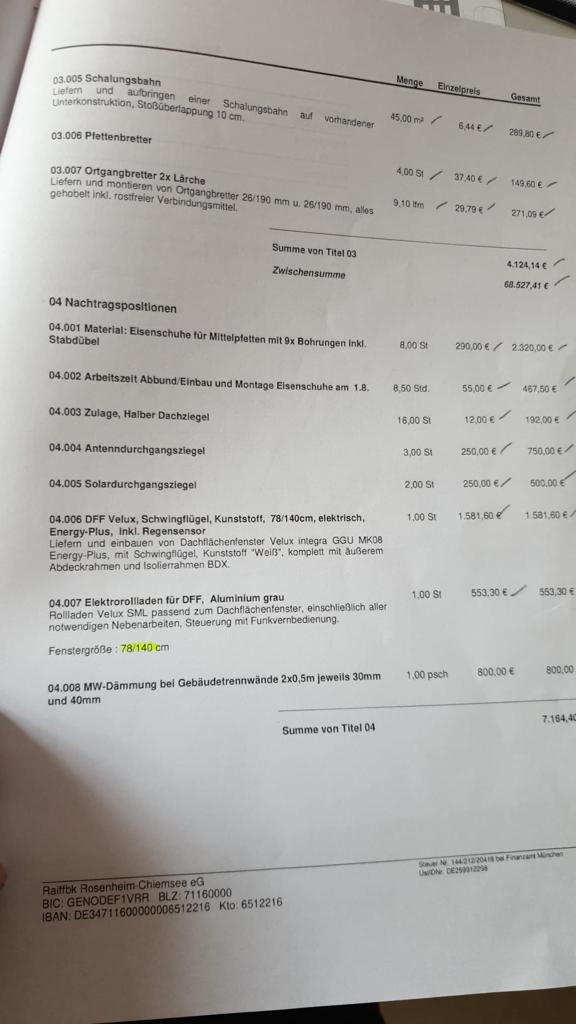 Menge Einzelpreis Gesamt
03.005 Schalungsbahn
Liefern und aufbringen einer Schalungsbahn auf vorhandener
Unterkonstruktion, Stoßüberlappung 10 cm.
45,00 m² 6,44 € 289,80 €
03.006 Pfettenbretter
4,00 St 37,40 € 149,60 €
03.007 Ortgangbretter 2x Lärche
Liefern und montieren von Ortgangbretter 26/190 mm u. 26/190 mm, alles
gehobelt inkl. rostfreier Verbindungsmittel.
9,10 lfm 29,79 € 271,09 €
Summe von Titel 03 4.124,14 €
Zwischensumme 68.527,41 €
04 Nachtragspositionen
04.001 Material: Eisenschuhe für Mittelpfetten mit 9x Bohrungen inkl.
Stabdübel
8,00 St 290,00 € 2.320,00 €
04.002 Arbeitszeit Abbund/Einbau und Montage Eisenschuhe am 1.8. 8,50 Std. 55,00 € 467,50 €
04.003 Zulage, Halber Dachziegel 16,00 St 12,00 € 192,00 €
04.004 Antenndurchgangsziegel 3,00 St 250,00 € 750,00 €
04.005 Solardurchgangsziegel 2,00 St 250,00 € 500,00 €
04.006 DFF Velux, Schwingflügel, Kunststoff, 78/140cm, elektrisch, 1,00 St 1.581,60 € 1.581,60 €
Energy-Plus, inkl. Regensensor
Liefern und einbauen von Dachflächenfenster Velux integra GGU MK08
Energy-Plus, mit Schwingflügel, Kunststoff "Weiß", komplett mit äußerem
Abdeckrahmen und Isolierrahmen BDX.
04.007 Elektrorollladen für DFF, Aluminium grau 1,00 St 553,30 € 553,30 €
Rollladen Velux SML passend zum Dachflächenfenster, einschließlich aller
notwendigen Nebenarbeiten, Steuerung mit Funkvernbedienung.
Fenstergröße : 78/140 cm
04.008 MW-Dämmung bei Gebäudetrennwände 2x0,5m jeweils 30mm 1,00 psch 800,00 € 800,00
und 40mm
Summe von Titel 04 7.164,40
Steuer Nr. 144/212/20418 bei Finanzamt München
UstIDNr. DE259912298
Raiffbk Rosenheim-Chiemsee eG
BIC: GENODEF1VRR BLZ: 71160000
IBAN: DE34711600000006512216 Kto: 6512216